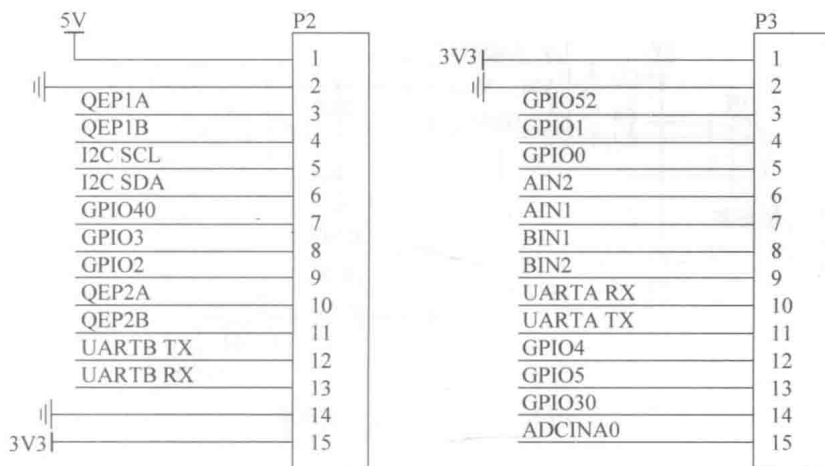 5V
P2
1
2
QEP1A
3
QEP1B
4
I2C SCL
5
I2C SDA
6
GPIO40
7
GPIO3
8
GPIO2
9
QEP2A
10
QEP2B
11
UARTB TX
12
UARTB RX
13
14
3V3
15
P3
3V3
1
2
GPIO52
3
GPIO1
4
GPIO0
5
AIN2
6
AIN1
7
BIN1
8
BIN2
9
UARTA RX
10
UARTA TX
11
GPIO4
12
GPIO5
13
GPIO30
14
ADCINA0
15